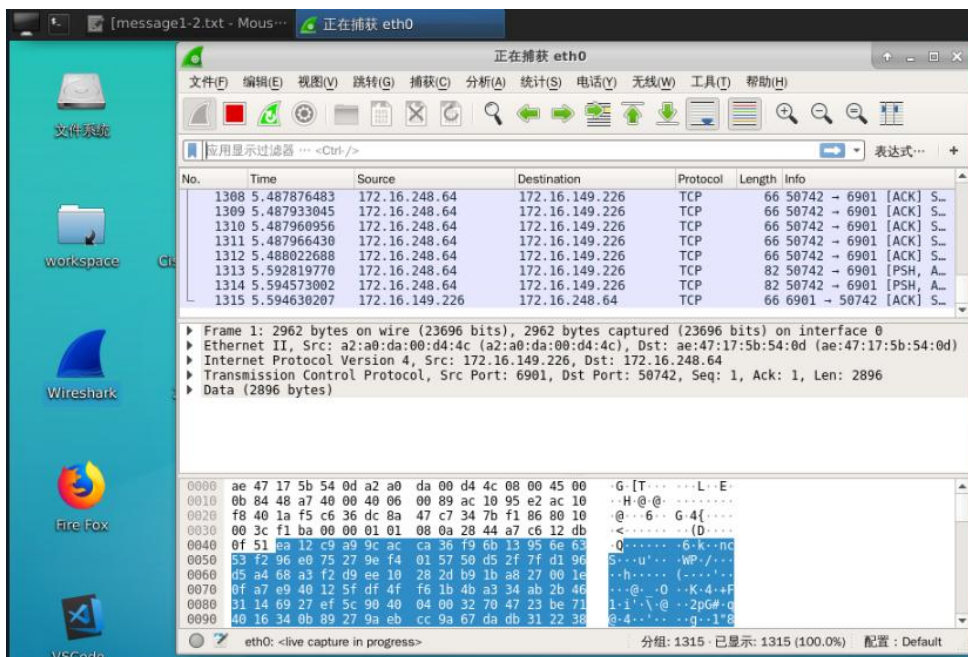 [message1-2.txt - Mous… 正在捕获 eth0
正在捕获 eth0
文件(F) 编辑(E) 视图(V) 跳转(G) 捕获(C) 分析(A) 统计(S) 电话(Y) 无线(W) 工具(T) 帮助(H)
应用显示过滤器 … <Ctrl-/> 表达式… +
No. Time Source Destination Protocol Length Info
1308 5.487876483 172.16.248.64 172.16.149.226 TCP 66 50742 → 6901 [ACK] S…
1309 5.487933045 172.16.248.64 172.16.149.226 TCP 66 50742 → 6901 [ACK] S…
1310 5.487960956 172.16.248.64 172.16.149.226 TCP 66 50742 → 6901 [ACK] S…
1311 5.487966430 172.16.248.64 172.16.149.226 TCP 66 50742 → 6901 [ACK] S…
1312 5.488022688 172.16.248.64 172.16.149.226 TCP 66 50742 → 6901 [ACK] S…
1313 5.592819770 172.16.248.64 172.16.149.226 TCP 82 50742 → 6901 [PSH, A…
1314 5.594573002 172.16.248.64 172.16.149.226 TCP 82 50742 → 6901 [PSH, A…
1315 5.594630207 172.16.149.226 172.16.248.64 TCP 66 6901 → 50742 [ACK] S…
Frame 1: 2962 bytes on wire (23696 bits), 2962 bytes captured (23696 bits) on interface 0
Ethernet II, Src: a2:a0:da:00:d4:4c (a2:a0:da:00:d4:4c), Dst: ae:47:17:5b:54:0d (ae:47:17:5b:54:0d)
Internet Protocol Version 4, Src: 172.16.149.226, Dst: 172.16.248.64
Transmission Control Protocol, Src Port: 6901, Dst Port: 50742, Seq: 1, Ack: 1, Len: 2896
Data (2896 bytes)
0000 ae 47 17 5b 54 0d a2 a0 da 00 d4 4c 08 00 45 00 ·G·[T··· ···L··E·
0010 0b 84 48 a7 40 00 40 06 00 89 ac 10 95 e2 ac 10 ··H·@·@· ········
0020 f8 40 1a f5 c6 36 dc 8a 47 c7 34 7b f1 86 80 10 ·@···6·· G·4{····
0030 00 3c f1 ba 00 00 01 01 08 0a 28 44 a7 c6 12 db ·<······ ··(D····
0040 0f 51 ea 12 c9 a9 9c ac ca 36 f9 6b 13 95 6e 63 ·Q······ ·6·k··nc
0050 53 f2 96 e0 75 27 9e f4 01 57 50 d5 2f 7f d1 96 S···u'·· ·WP·/···
0060 d5 a4 68 a3 f2 d9 ee 10 28 2d b9 1b a8 27 00 1e ··h····· (-···'··
0070 0f a7 e9 40 12 5f df 4f f6 1b 4b a3 34 ab 2b 46 ···@·_·O ··K·4·+F
0080 31 14 69 27 ef 5c 90 40 04 00 32 70 47 23 be 71 1·i'·\·@ ··2pG#·q
0090 40 16 34 0b 89 27 9a eb cc 9a 67 da db 31 22 38 @·4··'·· ··g··1"8
eth0: <live capture in progress> 分组: 1315 · 已显示: 1315 (100.0%) 配置：Default
文件系统
workspace
Wireshark
Fire Fox
VSCode